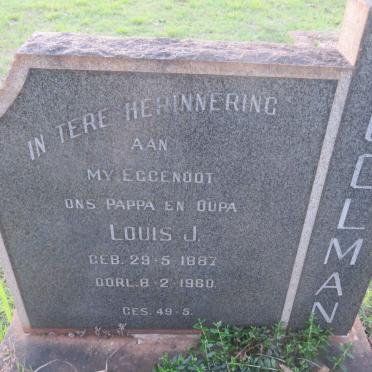 IN TERE HERINNERING
AAN
MY EGGENOOT
ONS PAPPA EN OUPA
LOUIS J.
GEB. 29-5-1887
OORL. 8-2-1960
GES. 49-5.
OLMAN